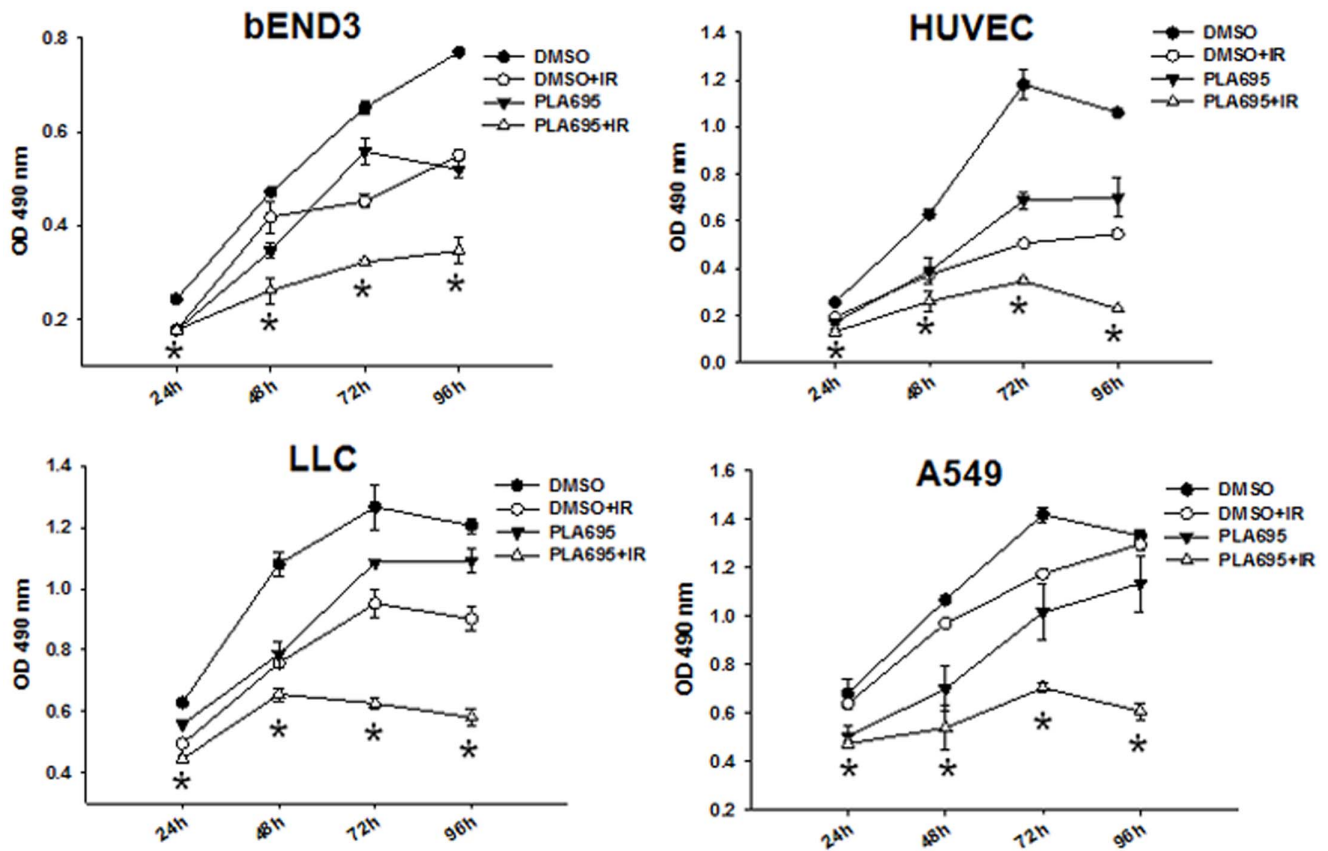 bEND3
0.8
0.6
0.4
0.2
OD 490 nm
24h
48h
72h
96h
DMSO
DMSO+IR
PLA695
PLA695+IR
*
*
*
*
HUVEC
1.4
1.2
1.0
0.8
0.6
0.4
0.2
0.0
OD 490 nm
24h
48h
72h
96h
DMSO
DMSO+IR
PLA695
PLA695+IR
*
*
*
*
LLC
1.4
1.2
1.0
0.8
0.6
0.4
OD 490 nm
24h
48h
72h
96h
DMSO
DMSO+IR
PLA695
PLA695+IR
*
*
*
*
A549
1.6
1.4
1.2
1.0
0.8
0.6
0.4
0.2
OD 490 nm
24h
48h
72h
96h
DMSO
DMSO+IR
PLA695
PLA695+IR
*
*
*
*